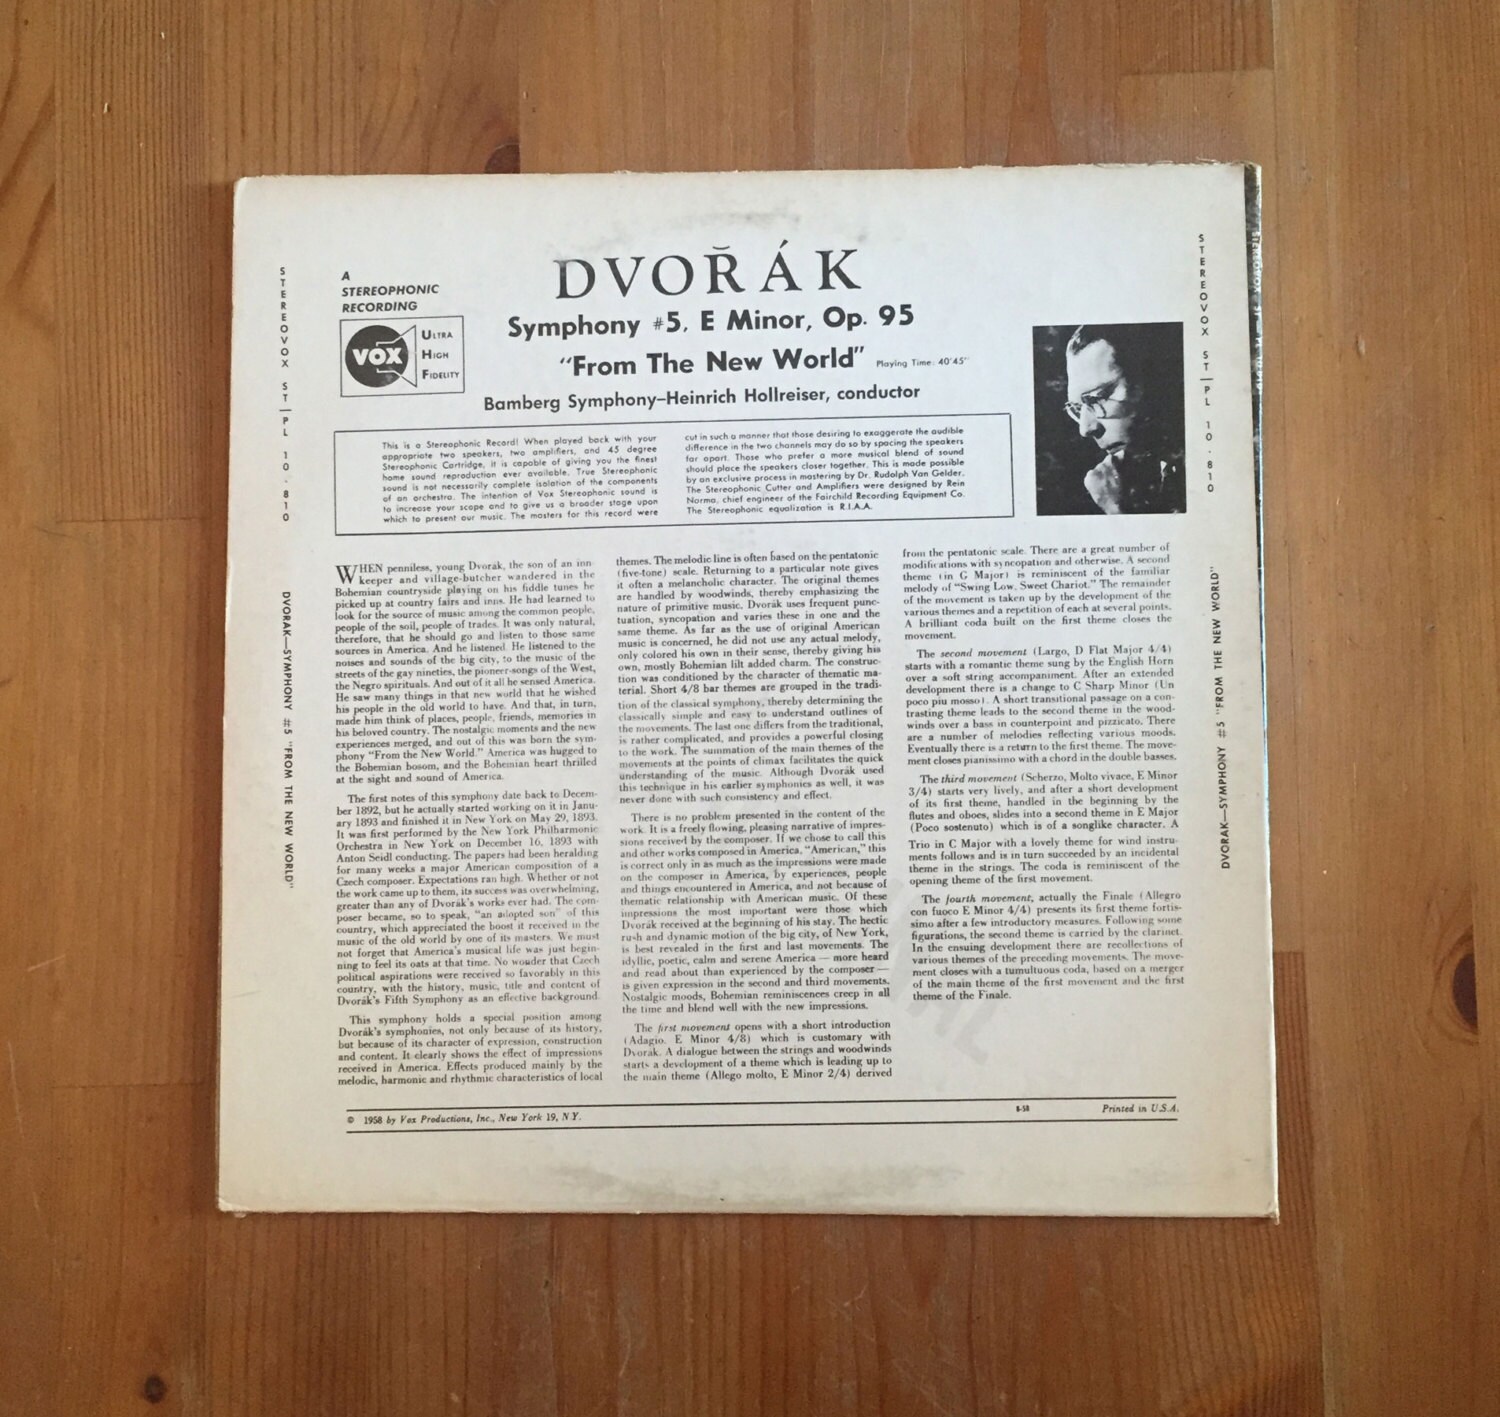 STEREOVOX ST–PL 10·810
DVORAK—SYMPHONY #5 "FROM THE NEW WORLD"
A
STEREOPHONIC
RECORDING
VOX
ULTRA
HIGH
FIDELITY
DVOŘÁK
Symphony #5, E Minor, Op. 95
"From The New World" Playing Time: 40'45"
Bamberg Symphony–Heinrich Hollreiser, conductor
This is a Stereophonic Record! When played back with your
appropriate two speakers, two amplifiers, and 45 degree
Stereophonic Cartridge, it is capable of giving you the finest
home sound reproduction ever available. True Stereophonic
sound is not necessarily complete isolation of the components
of an orchestra. The intention of Vox Stereophonic sound is
to increase your scope and to give us a broader stage upon
which to present our music. The masters for this record were
cut in such a manner that those desiring to exaggerate the audible
difference in the two channels may do so by spacing the speakers
far apart. Those who prefer a more musical blend of sound
should place the speakers closer together. This is made possible
by an exclusive process in mastering by Dr. Rudolph Van Gelder.
The Stereophonic Cutter and Amplifiers were designed by Rein
Norma, chief engineer of the Fairchild Recording Equipment Co.
The Stereophonic equalization is R.I.A.A.
WHEN penniless, young Dvorak, the son of an inn-
keeper and village-butcher wandered in the
Bohemian countryside playing on his fiddle tunes he
picked up at country fairs and inns. He had learned to
look for the source of music among the common people,
people of the soil, people of trades. It was only natural,
therefore, that he should go and listen to those same
sources in America. And he listened. He listened to the
noises and sounds of the big city, to the music of the
streets of the gay nineties, the pioneer-songs of the West,
the Negro spirituals. And out of it all he sensed America.
He saw many things in that new world that he wished
his people in the old world to have. And that, in turn,
made him think of places, people, friends, memories in
his beloved country. The nostalgic moments and the new
experiences merged, and out of this was born the sym-
phony "From the New World." America was hugged to
the Bohemian bosom, and the Bohemian heart thrilled
at the sight and sound of America.
The first notes of this symphony date back to Decem-
ber 1892, but he actually started working on it in Janu-
ary 1893 and finished it in New York on May 29, 1893.
It was first performed by the New York Philharmonic
Orchestra in New York on December 16, 1893 with
Anton Seidl conducting. The papers had been heralding
for many weeks a major American composition of a
Czech composer. Expectations ran high. Whether or not
the work came up to them, its success was overwhelming,
greater than any of Dvorak's works ever had. The com-
poser became, so to speak, "an adopted son" of this
country, which appreciated the boost it received in the
music of the old world by one of its masters. We must
not forget that America's musical life was just begin-
ning to feel its oats at that time. No wonder that Czech
political aspirations were received so favorably in this
country, with the history, music, title and content of
Dvorak's Fifth Symphony as an effective background.
This symphony holds a special position among
Dvorak's symphonies, not only because of its history,
but because of its character of expression, construction
and content. It clearly shows the effect of impressions
received in America. Effects produced mainly by the
melodic, harmonic and rhythmic characteristics of local
themes. The melodic line is often based on the pentatonic
(five-tone) scale. Returning to a particular note gives
it often a melancholic character. The original themes
are handled by woodwinds, thereby emphasizing the
nature of primitive music. Dvorak uses frequent punc-
tuation, syncopation and varies these in one and the
same theme. As far as the use of original American
music is concerned, he did not use any actual melody,
only colored his own in their sense, thereby giving his
own, mostly Bohemian lilt added charm. The construc-
tion was conditioned by the character of thematic ma-
terial. Short 4/8 bar themes are grouped in the tradi-
tion of the classical symphony, thereby determining the
classically simple and easy to understand outlines of
the movements. The last one differs from the traditional,
is rather complicated, and provides a powerful closing
to the work. The summation of the main themes of the
movements at the points of climax facilitates the quick
understanding of the music. Although Dvorak used
this technique in his earlier symphonies as well, it was
never done with such consistency and effect.
There is no problem presented in the content of the
work. It is a freely flowing, pleasing narrative of impres-
sions received by the composer. If we chose to call this
and other works composed in America, "American," this
is correct only in as much as the impressions were made
on the composer in America, by experiences, people
and things encountered in America, and not because of
thematic relationship with American music. Of these
impressions the most important were those which
Dvorak received at the beginning of his stay. The hectic
rush and dynamic motion of the big city, of New York,
is best revealed in the first and last movements. The
idyllic, poetic, calm and serene America — more heard
and read about than experienced by the composer—
is given expression in the second and third movements.
Nostalgic moods, Bohemian reminiscences creep in all
the time and blend well with the new impressions.
The first movement opens with a short introduction
(Adagio. E Minor 4/8) which is customary with
Dvorak. A dialogue between the strings and woodwinds
starts a development of a theme which is leading up to
the main theme (Allego molto, E Minor 2/4) derived
from the pentatonic scale. There are a great number of
modifications with syncopation and otherwise. A second
theme (in G Major) is reminiscent of the familiar
melody of "Swing Low, Sweet Chariot." The remainder
of the movement is taken up by the development of the
various themes and a repetition of each at several points.
A brilliant coda built on the first theme closes the
movement.
The second movement (Largo, D Flat Major 4/4)
starts with a romantic theme sung by the English Horn
over a soft string accompaniment. After an extended
development there is a change to C Sharp Minor (Un
poco piu mosso). A short transitional passage on a con-
trasting theme leads to the second theme in the wood-
winds over a bass in counterpoint and pizzicato. There
are a number of melodies reflecting various moods.
Eventually there is a return to the first theme. The move-
ment closes pianissimo with a chord in the double basses.
The third movement (Scherzo, Molto vivace, E Minor
3/4) starts very lively, and after a short development
of its first theme, handled in the beginning by the
flutes and oboes, slides into a second theme in E Major
(Poco sostenuto) which is of a songlike character. A
Trio in C Major with a lovely theme for wind instru-
ments follows and is in turn succeeded by an incidental
theme in the strings. The coda is reminiscent of the
opening theme of the first movement.
The fourth movement, actually the Finale (Allegro
con fuoco E Minor 4/4) presents its first theme fortis-
simo after a few introductory measures. Following some
figurations, the second theme is carried by the clarinet.
In the ensuing development there are recollections of
various themes of the preceding movements. The move-
ment closes with a tumultuous coda, based on a merger
of the main theme of the first movement and the first
theme of the Finale.
STEREOVOX ST–PL 10·810
DVORAK—SYMPHONY #5 "FROM THE NEW WORLD"
© 1958 by Vox Productions, Inc., New York 19, N.Y.
8-58
Printed in U.S.A.